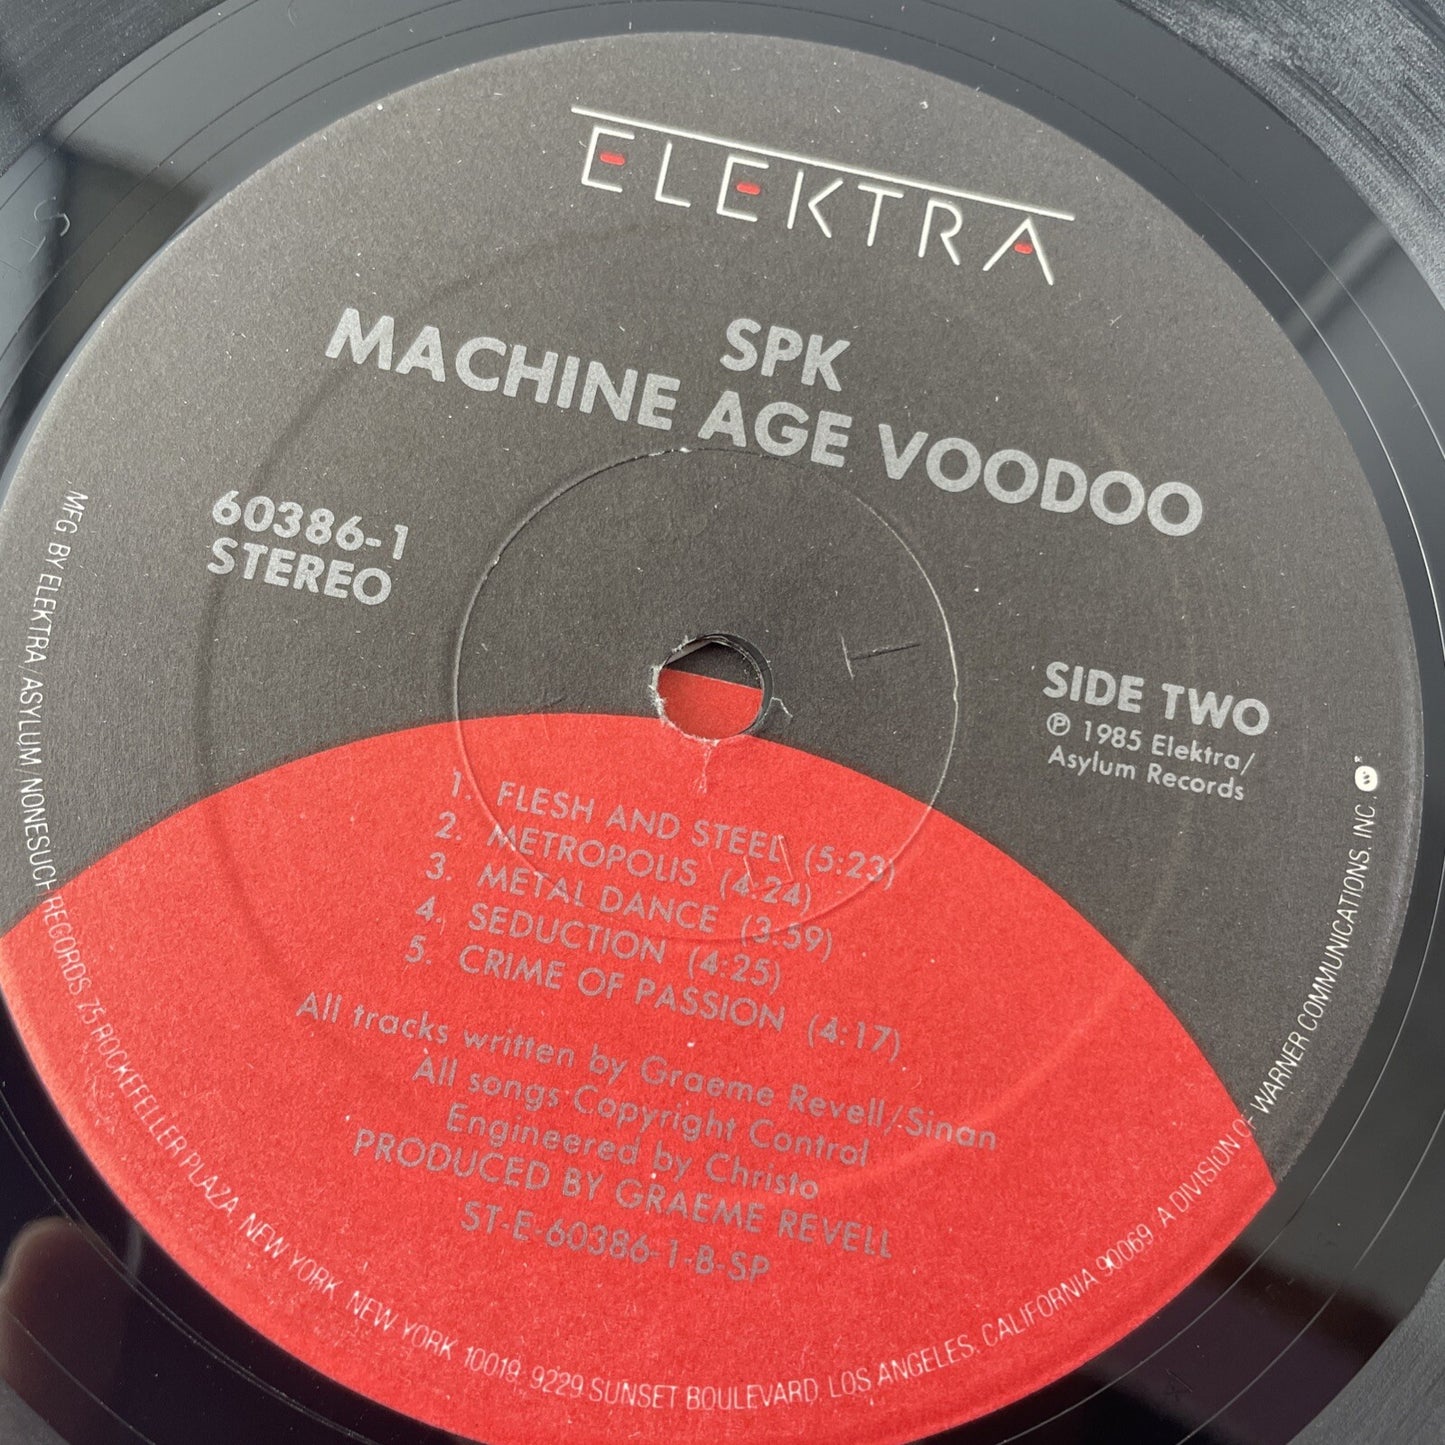 ELEKTRA
SPK
MACHINE AGE VOODOO
60386-1
STEREO
SIDE TWO
℗ 1985 Elektra/
Asylum Records
1. FLESH AND STEEL (5:23)
2. METROPOLIS (4:24)
3. METAL DANCE (3:59)
4. SEDUCTION (4:25)
5. CRIME OF PASSION (4:17)
All tracks written by Graeme Revell/Sinan
All songs Copyright Control
Engineered by Christo
PRODUCED BY GRAEME REVELL
ST-E-60386-1-B-SP
MFG BY ELEKTRA/ASYLUM/NONESUCH RECORDS, 75 ROCKEFELLER PLAZA, NEW YORK, NEW YORK 10019. 9229 SUNSET BOULEVARD, LOS ANGELES, CALIFORNIA 90069. A DIVISION OF WARNER COMMUNICATIONS, INC.